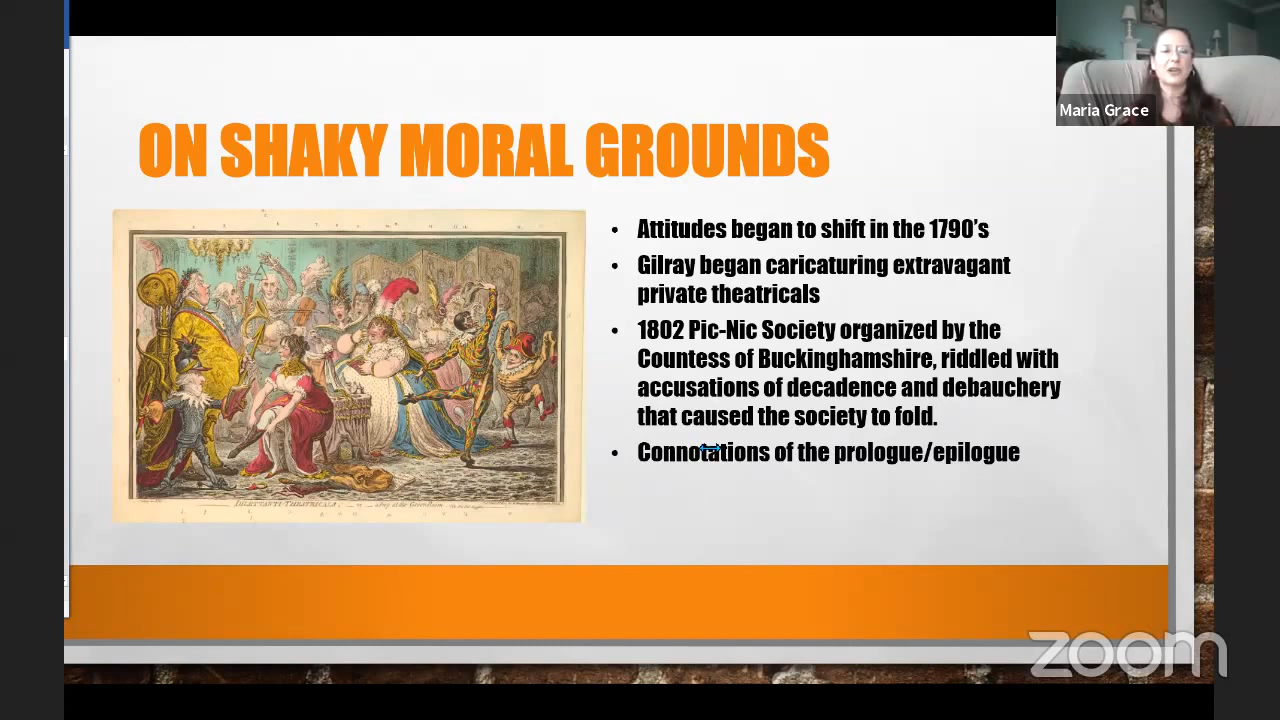 Maria Grace
ON SHAKY MORAL GROUNDS
• Attitudes began to shift in the 1790's
• Gilray began caricaturing extravagant
private theatricals
• 1802 Pic-Nic Society organized by the
Countess of Buckinghamshire, riddled with
accusations of decadence and debauchery
that caused the society to fold.
• Connotations of the prologue/epilogue
DILETTANTI THEATRICALS;
zoom